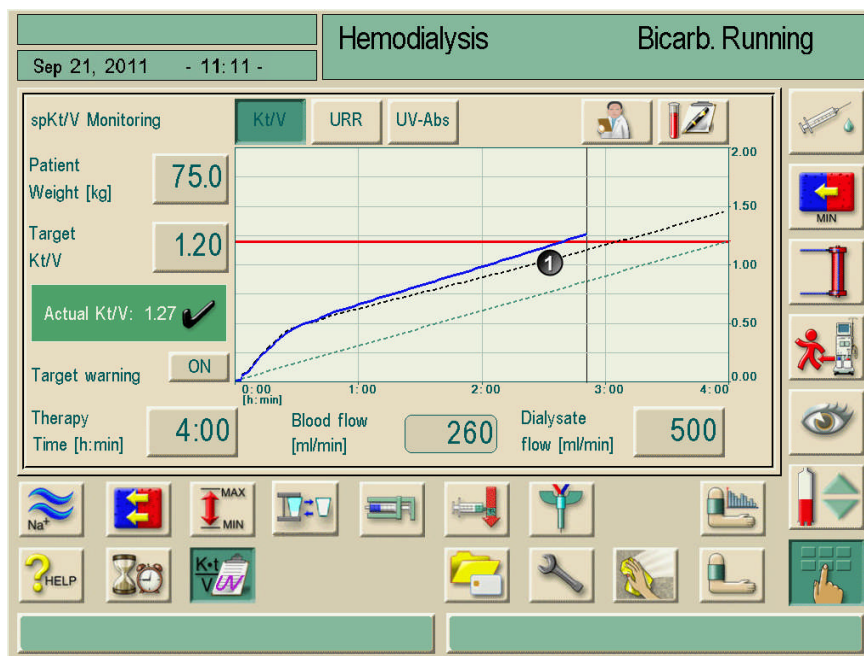 Hemodialysis Bicarb. Running
Sep 21, 2011 - 11:11 -
spKt/V Monitoring
Kt/V
URR
UV-Abs
Patient
Weight [kg]
75.0
Target
Kt/V
1.20
Actual Kt/V: 1.27
Target warning
ON
2.00
1.50
1.00
0.50
0.00
0:00 1:00 2:00 3:00 4:00
[h:min]
1
Therapy
Time [h:min]
4:00
Blood flow
[ml/min]
260
Dialysate
flow [ml/min]
500
MIN
Na+
MAX
MIN
HELP
K•t
V
UV